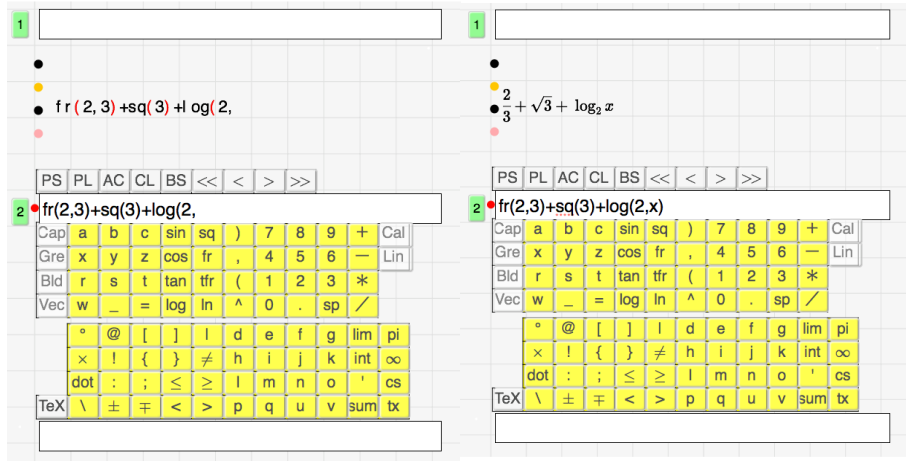 1
f r ( 2, 3) +sq( 3) +l og( 2,
PS PL AC CL BS << < > >>
2 fr(2,3)+sq(3)+log(2,
Cap a b c sin sq ) 7 8 9 + Cal
Gre x y z cos fr , 4 5 6 — Lin
Bld r s t tan tfr ( 1 2 3 *
Vec w _ = log ln ^ 0 . sp /
° @ [ ] | d e f g lim pi
× ! { } ≠ h i j k int ∞
dot : ; ≤ ≥ l m n o ' cs
TeX \ ± ∓ < > p q u v sum tx
1
2/3 + √3 + log₂ x
PS PL AC CL BS << < > >>
2 fr(2,3)+sq(3)+log(2,x)
Cap a b c sin sq ) 7 8 9 + Cal
Gre x y z cos fr , 4 5 6 — Lin
Bld r s t tan tfr ( 1 2 3 *
Vec w _ = log ln ^ 0 . sp /
° @ [ ] | d e f g lim pi
× ! { } ≠ h i j k int ∞
dot : ; ≤ ≥ l m n o ' cs
TeX \ ± ∓ < > p q u v sum tx